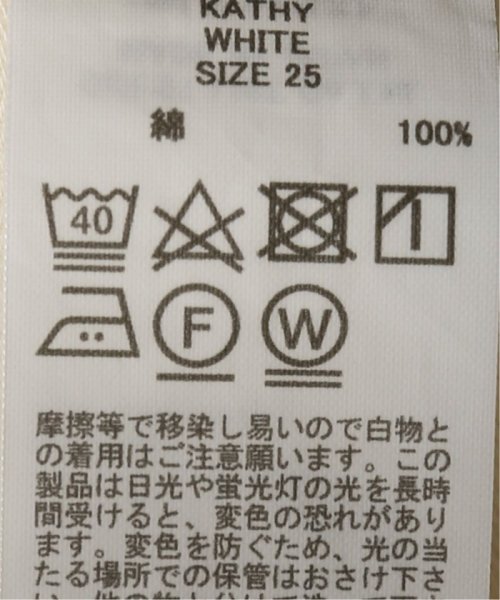 KATHY
WHITE
SIZE 25
綿 100%
40
F W
摩擦等で移染し易いので白物と
の着用はご注意願います。この
製品は日光や蛍光灯の光を長時
間受けると、変色の恐れがあり
ます。変色を防ぐため、光の当
たる場所での保管はおさけ下さ